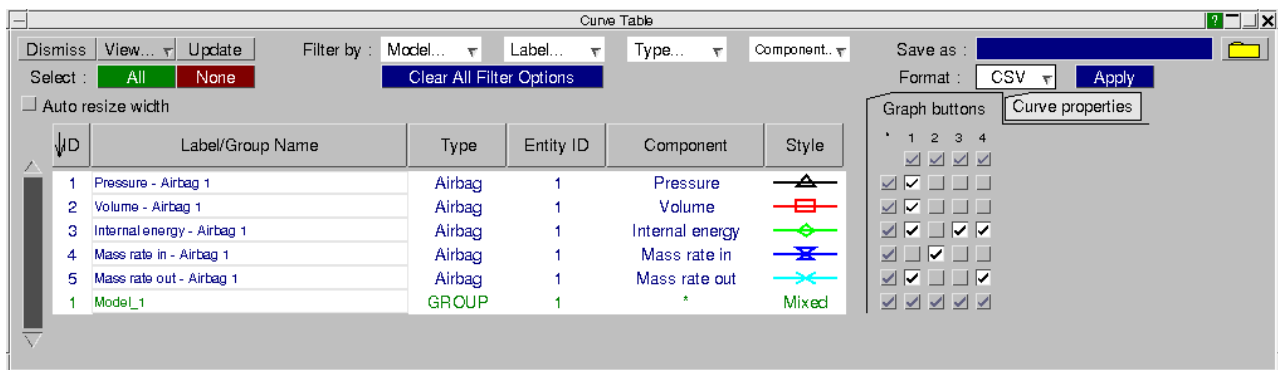 Curve Table
?
Dismiss View... Update Filter by : Model... Label... Type... Component.. Save as :
Select : All None Clear All Filter Options Format : CSV Apply
Auto resize width Graph buttons Curve properties
ID Label/Group Name Type Entity ID Component Style * 1 2 3 4
1 Pressure - Airbag 1 Airbag 1 Pressure
2 Volume - Airbag 1 Airbag 1 Volume
3 Internal energy - Airbag 1 Airbag 1 Internal energy
4 Mass rate in - Airbag 1 Airbag 1 Mass rate in
5 Mass rate out - Airbag 1 Airbag 1 Mass rate out
1 Model_1 GROUP 1 * Mixed